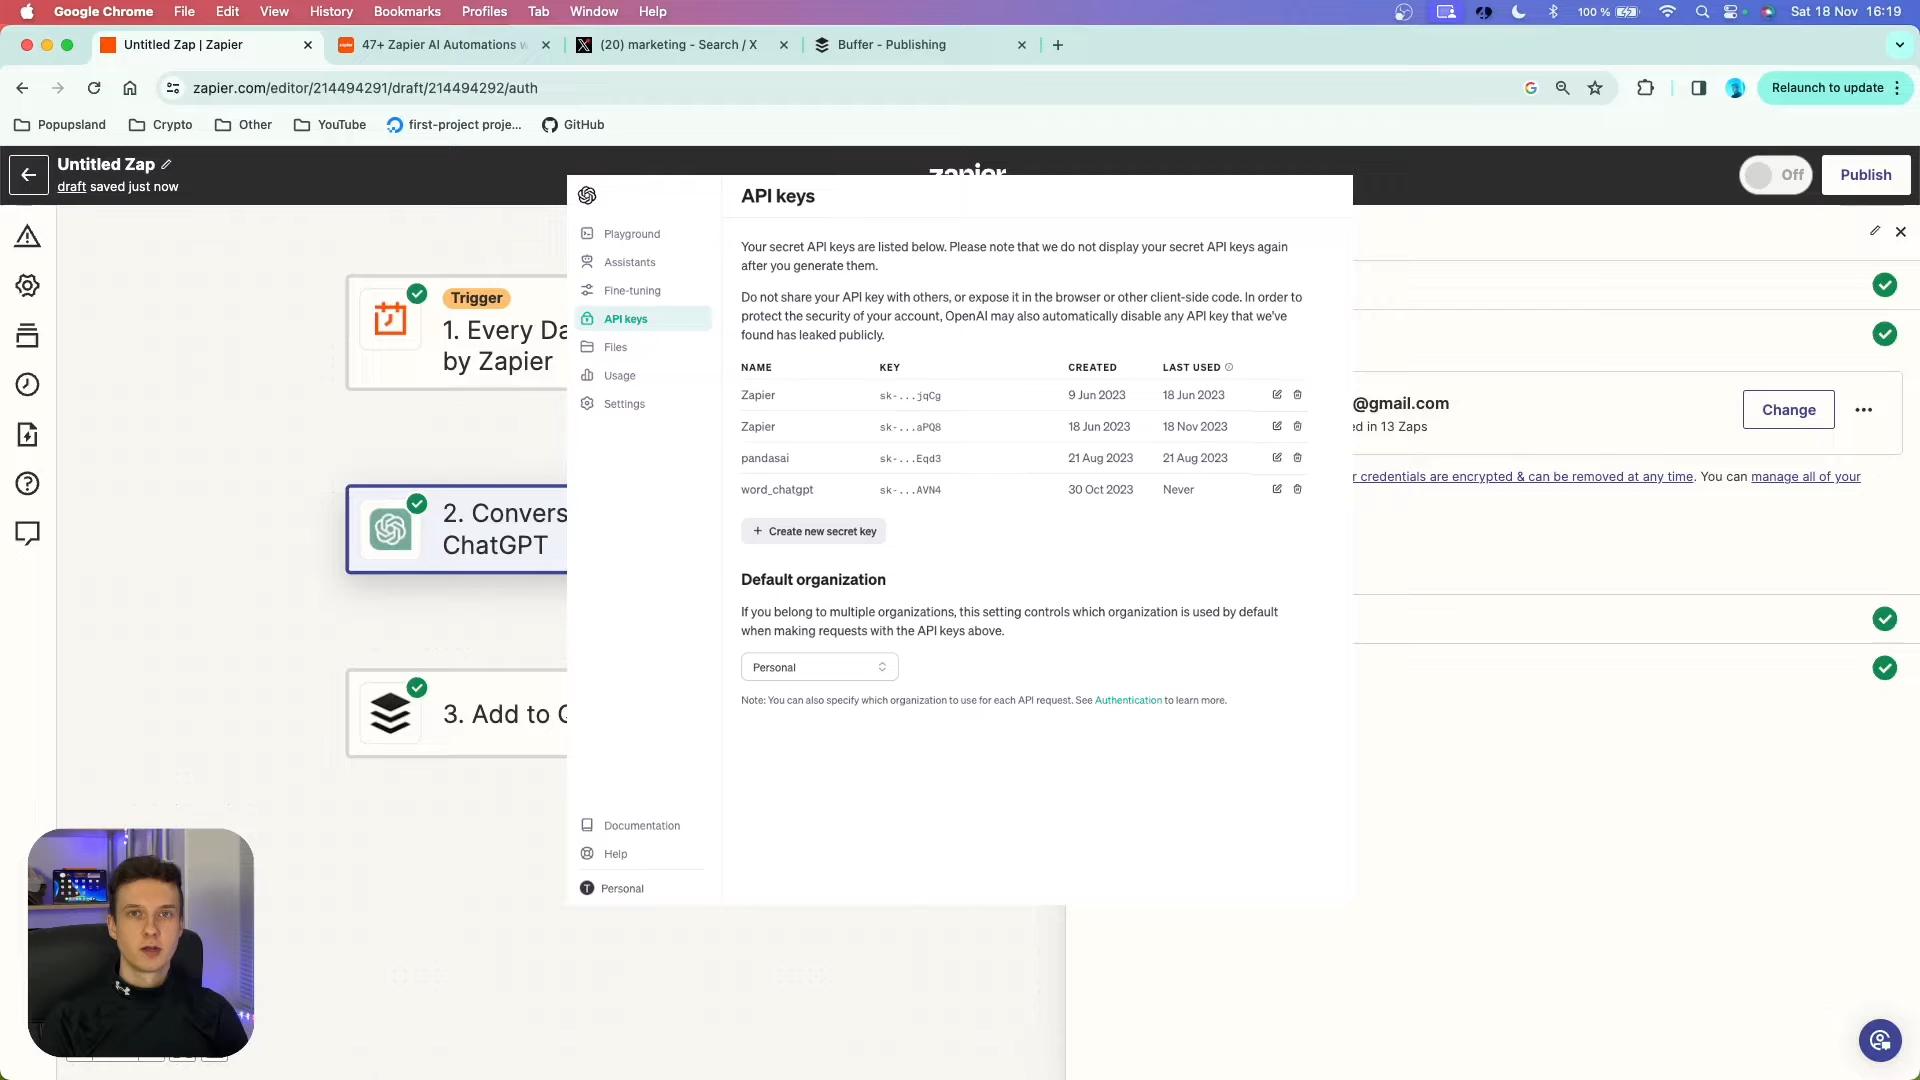 Google Chrome File Edit View History Bookmarks Profiles Tab Window Help 100 % Sat 18 Nov 16:19
Untitled Zap | Zapier
47+ Zapier AI Automations
(20) marketing - Search / X
Buffer - Publishing
zapier.com/editor/214494291/draft/214494292/auth
Relaunch to update
Popupsland Crypto Other YouTube first-project proje... GitHub
Untitled Zap
draft saved just now
zapier
Off
Publish
Trigger
1. Every Da
by Zapier
2. Convers
ChatGPT
3. Add to
API keys
Playground
Assistants
Fine-tuning
API keys
Files
Usage
Settings
Documentation
Help
T Personal
Your secret API keys are listed below. Please note that we do not display your secret API keys again
after you generate them.
Do not share your API key with others, or expose it in the browser or other client-side code. In order to
protect the security of your account, OpenAI may also automatically disable any API key that we've
found has leaked publicly.
NAME KEY CREATED LAST USED
Zapier sk-...jqCg 9 Jun 2023 18 Jun 2023
Zapier sk-...aPQ8 18 Jun 2023 18 Nov 2023
pandasai sk-...Eqd3 21 Aug 2023 21 Aug 2023
word_chatgpt sk-...AVN4 30 Oct 2023 Never
+ Create new secret key
Default organization
If you belong to multiple organizations, this setting controls which organization is used by default
when making requests with the API keys above.
Personal
Note: You can also specify which organization to use for each API request. See Authentication to learn more.
@gmail.com
ed in 13 Zaps
Change
r credentials are encrypted & can be removed at any time. You can manage all of your